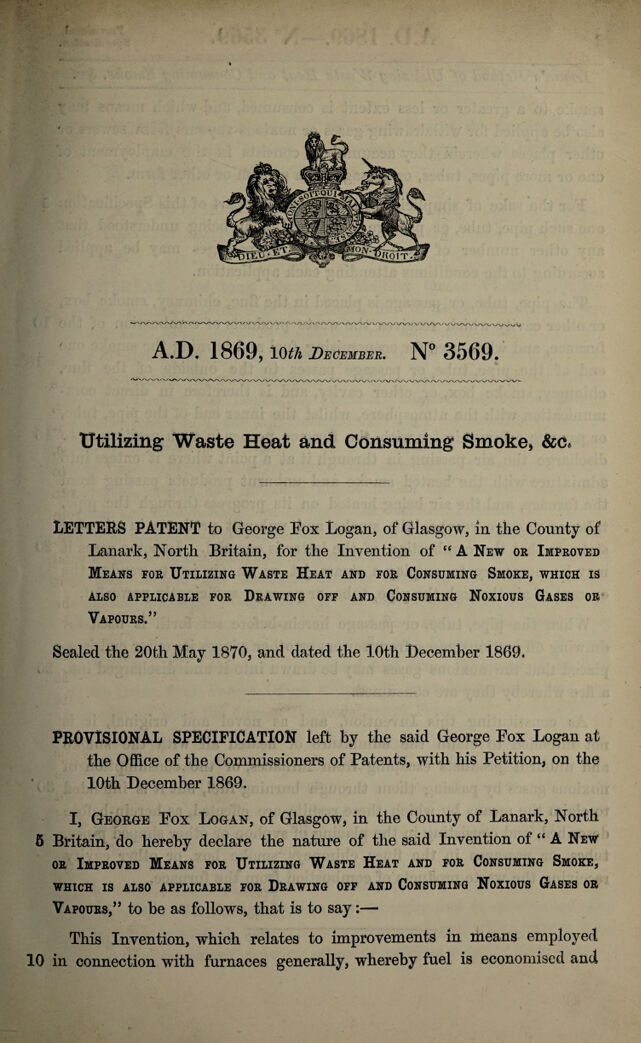 HONI SOIT QUI MAL
DIEU ET MON DROIT.
A.D. 1869, 10th December. N° 3569.
Utilizing Waste Heat and Consuming Smoke, &c.
LETTERS PATENT to George Fox Logan, of Glasgow, in the County of
Lanark, North Britain, for the Invention of “A New or Improved
Means for Utilizing Waste Heat and for Consuming Smoke, which is
also applicable for Drawing off and Consuming Noxious Gases or
Vapours.”
Sealed the 20th May 1870, and dated the 10th December 1869.
PROVISIONAL SPECIFICATION left by the said George Fox Logan at
the Office of the Commissioners of Patents, with his Petition, on the
10th December 1869.
I, George Fox Logan, of Glasgow, in the County of Lanark, North
5 Britain, do hereby declare the nature of the said Invention of “A New
or Improved Means for Utilizing Waste Heat and for Consuming Smoke,
which is also applicable for Drawing off and Consuming Noxious Gases or
Vapours,” to be as follows, that is to say:—
This Invention, which relates to improvements in means employed
10 in connection with furnaces generally, whereby fuel is economised and